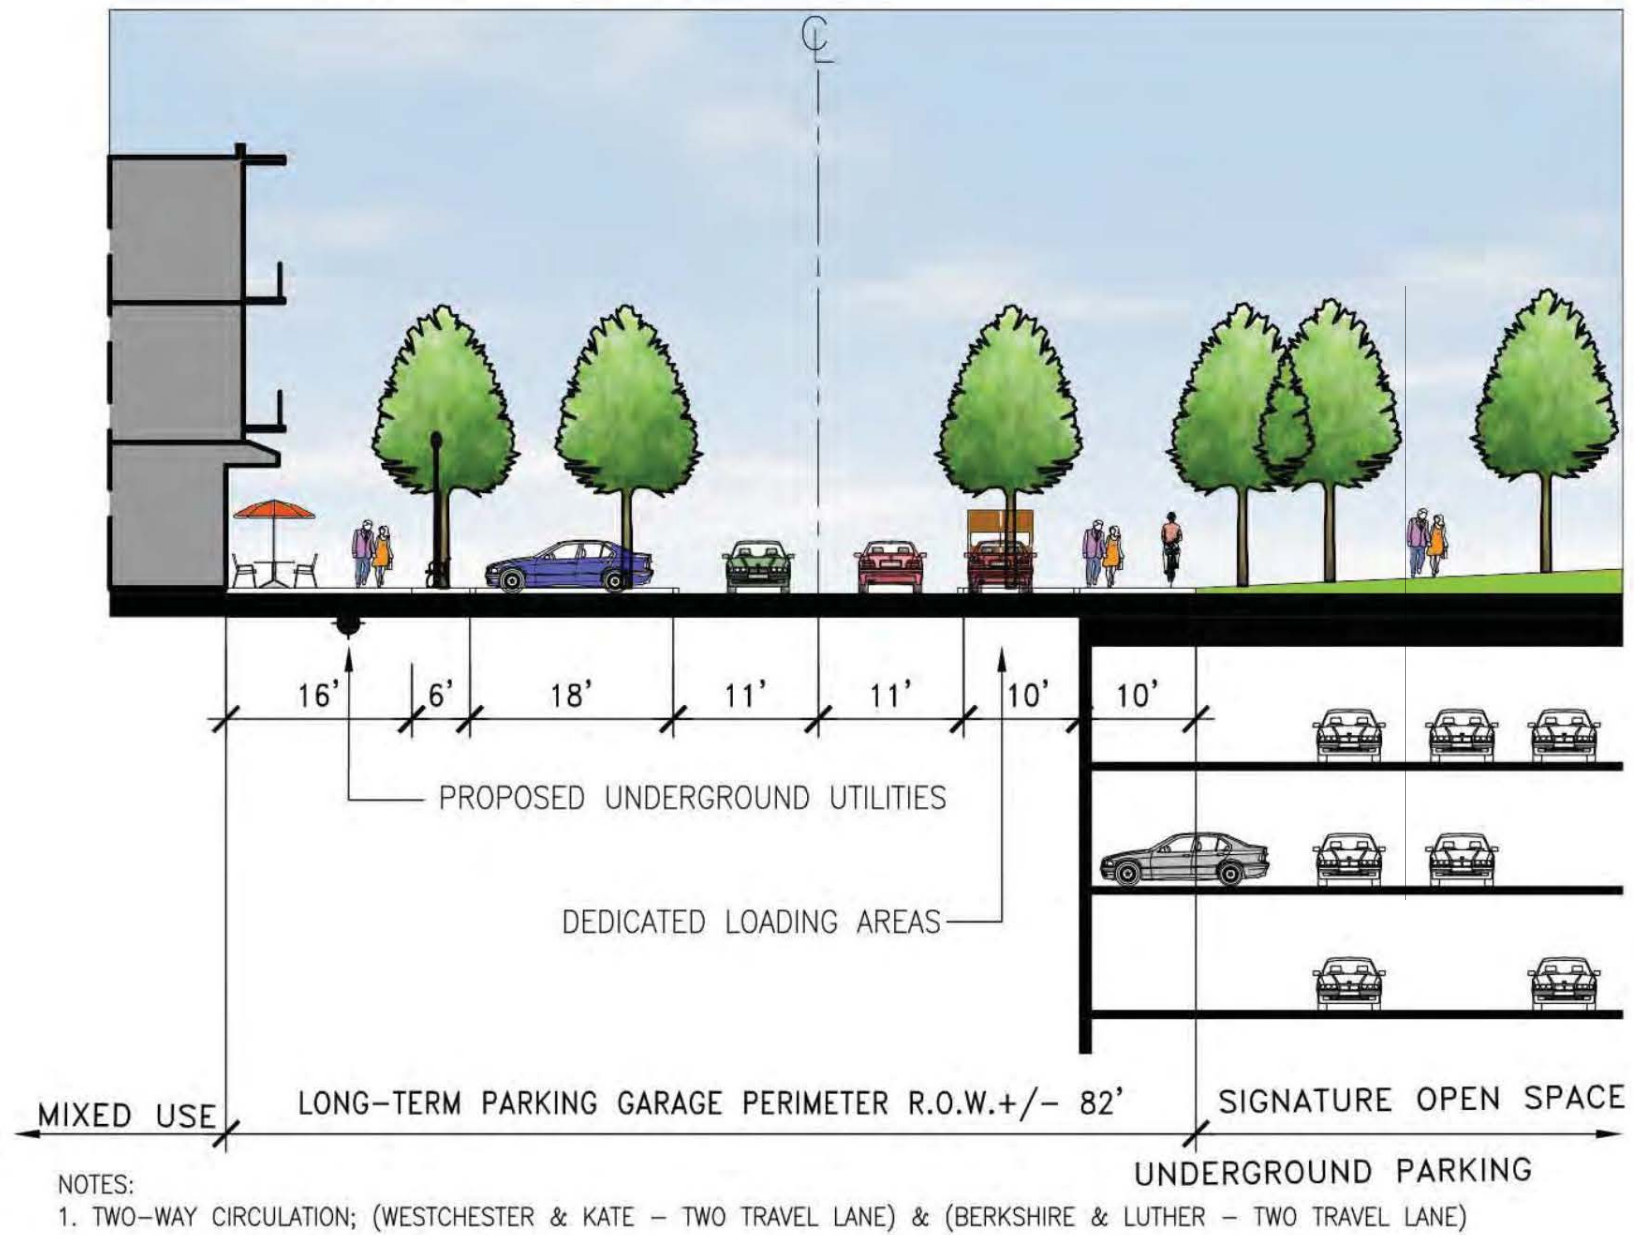 CL
16' 6' 18' 11' 11' 10' 10'
PROPOSED UNDERGROUND UTILITIES
DEDICATED LOADING AREAS
MIXED USE
LONG-TERM PARKING GARAGE PERIMETER R.O.W.+/- 82'
SIGNATURE OPEN SPACE
UNDERGROUND PARKING
NOTES:
1. TWO-WAY CIRCULATION; (WESTCHESTER & KATE - TWO TRAVEL LANE) & (BERKSHIRE & LUTHER - TWO TRAVEL LANE)